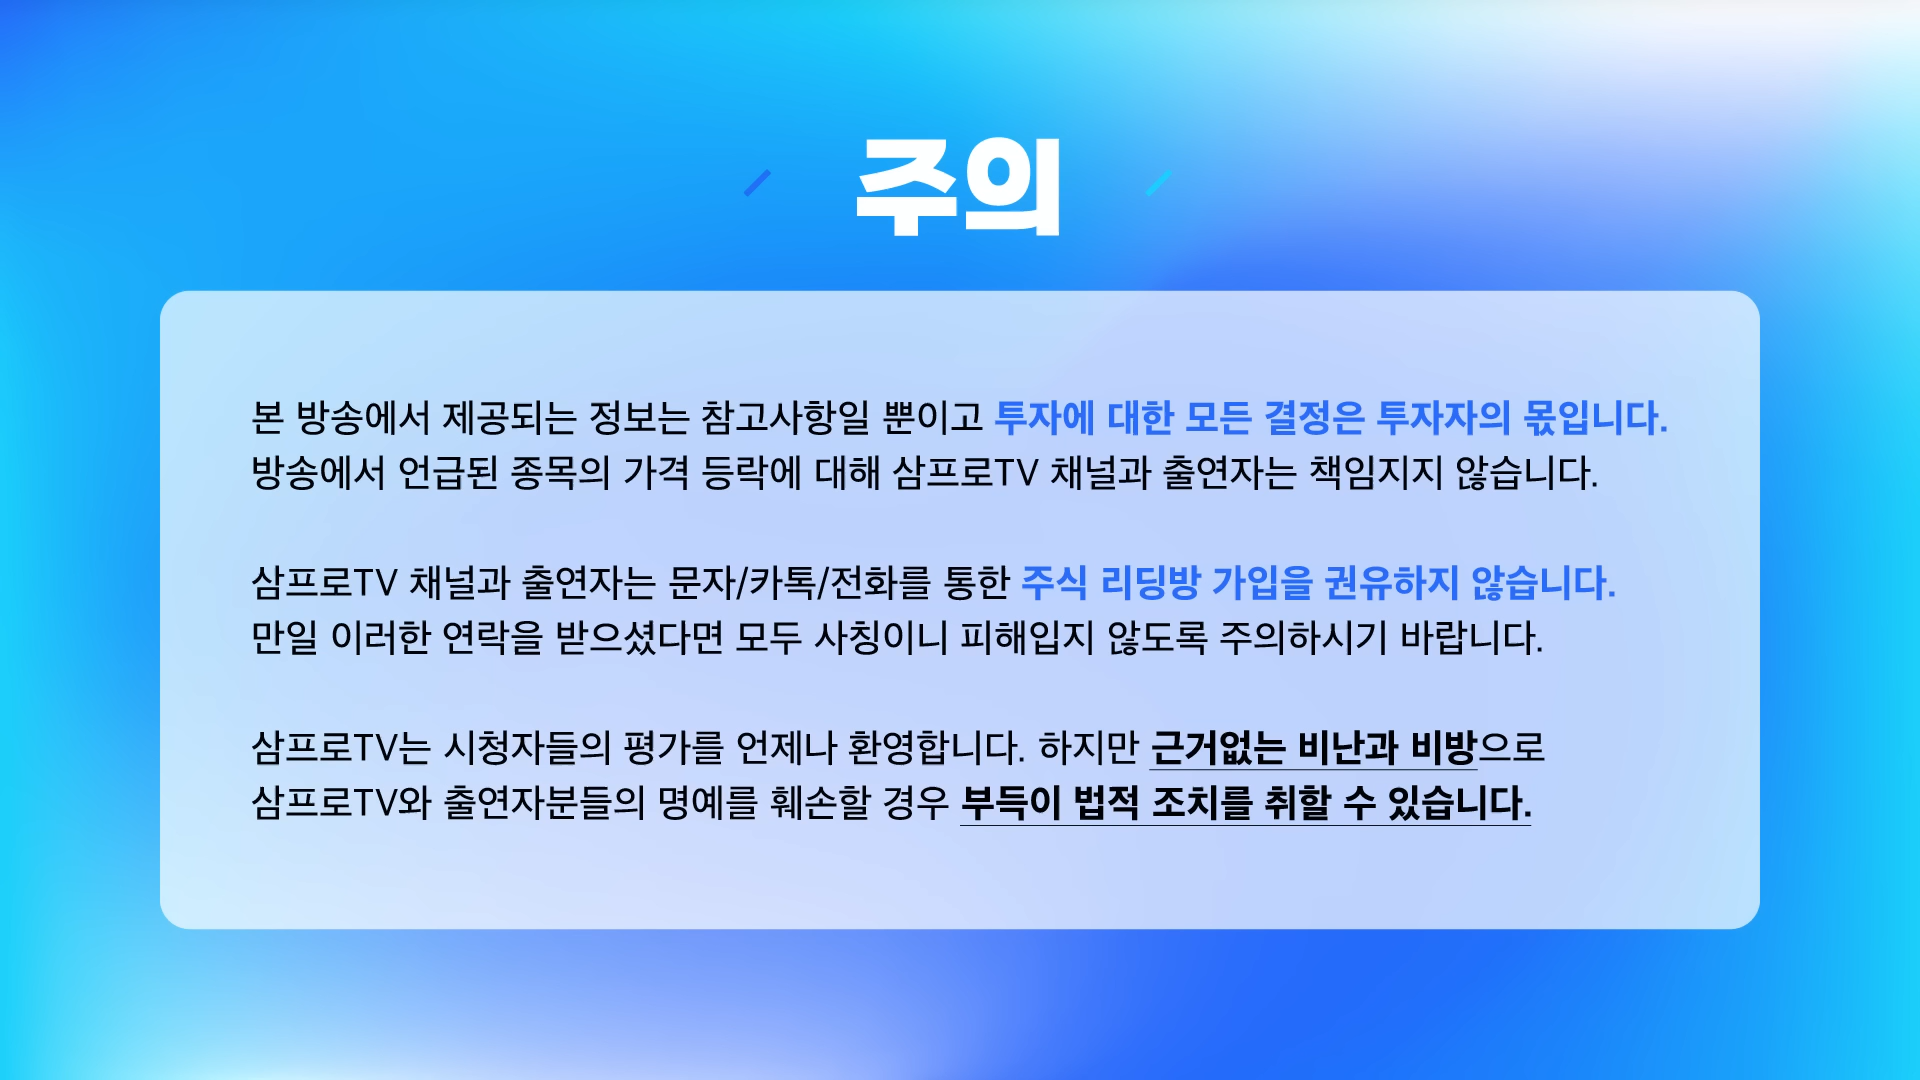 주의
본 방송에서 제공되는 정보는 참고사항일 뿐이고 투자에 대한 모든 결정은 투자자의 몫입니다.
방송에서 언급된 종목의 가격 등락에 대해 삼프로TV 채널과 출연자는 책임지지 않습니다.
삼프로TV 채널과 출연자는 문자/카톡/전화를 통한 주식 리딩방 가입을 권유하지 않습니다.
만일 이러한 연락을 받으셨다면 모두 사칭이니 피해입지 않도록 주의하시기 바랍니다.
삼프로TV는 시청자들의 평가를 언제나 환영합니다. 하지만 근거없는 비난과 비방으로
삼프로TV와 출연자분들의 명예를 훼손할 경우 부득이 법적 조치를 취할 수 있습니다.